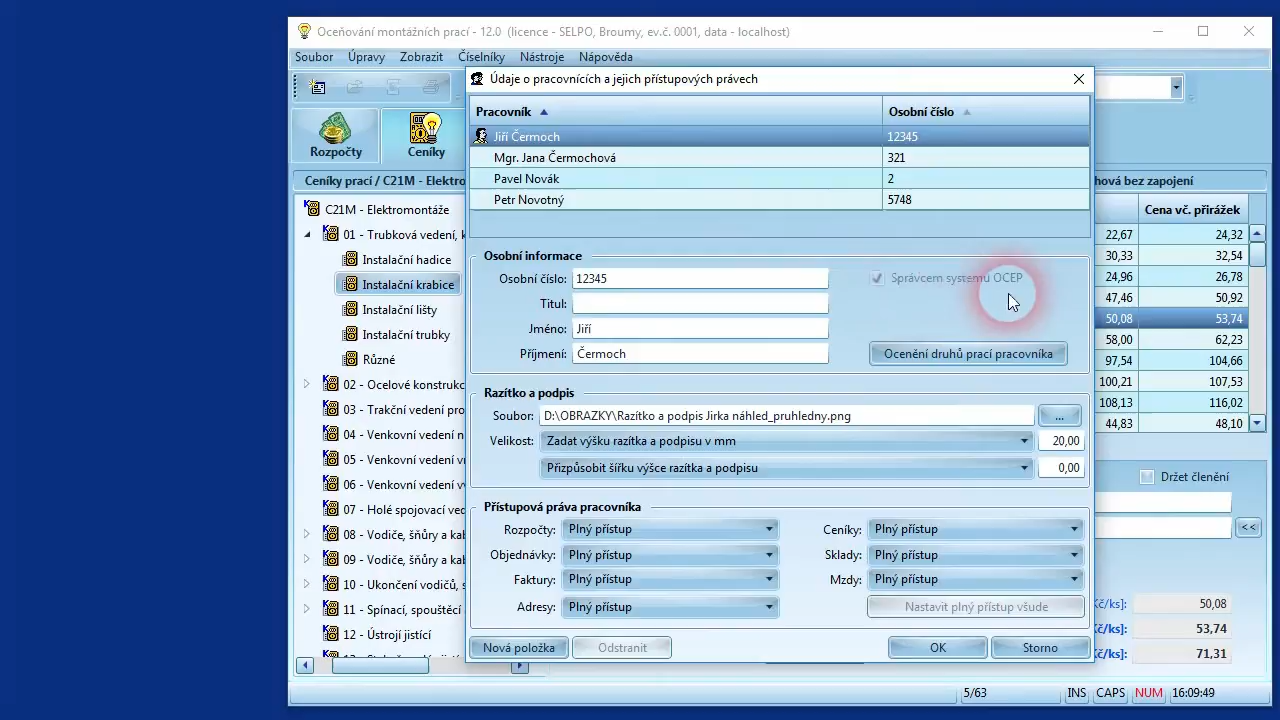 Oceňování montážních prací - 12.0 (licence - SELPO, Broumy, ev.č. 0001, data - localhost)
Soubor Úpravy Zobrazit Číselníky Nástroje Nápověda
Údaje o pracovnících a jejich přístupových právech
Rozpočty Ceníky
Pracovník Osobní číslo
Jiří Čermoch 12345
Mgr. Jana Čermochová 321
Pavel Novák 2
Petr Novotný 5748
Ceníky prací / C21M - Elektro
hová bez zapojení
C21M - Elektromontáže
01 - Trubková vedení, k
Instalační hadice
Instalační krabice
Instalační lišty
Instalační trubky
Různé
02 - Ocelové konstrukc
03 - Trakční vedení pro
04 - Venkovní vedení n
05 - Venkovní vedení v
06 - Venkovní vedení v
07 - Holé spojovací ve
08 - Vodiče, šňůry a kab
09 - Vodiče, šňůry a kab
10 - Ukončení vodičů, s
11 - Spínací, spouštěcí
12 - Ústrojí jistící
Osobní informace
Osobní číslo: 12345
Správcem systému OCEP
Titul:
Jméno: Jiří
Příjmení: Čermoch
Ocenění druhů prací pracovníka
Razítko a podpis
Soubor: D:\OBRAZKY\Razítko a podpis Jirka náhled_pruhledny.png ...
Velikost: Zadat výšku razítka a podpisu v mm 20,00
Přizpůsobit šířku výšce razítka a podpisu 0,00
Přístupová práva pracovníka
Rozpočty: Plný přístup Ceníky: Plný přístup
Objednávky: Plný přístup Sklady: Plný přístup
Faktury: Plný přístup Mzdy: Plný přístup
Adresy: Plný přístup Nastavit plný přístup všude
Nová položka Odstranit OK Storno
Cena vč. přirážek
22,67 24,32
30,33 32,54
24,96 26,78
47,46 50,92
50,08 53,74
58,00 62,23
97,54 104,66
100,21 107,53
108,13 116,02
44,83 48,10
Držet členění
<<
Kč/ks]: 50,08
Kč/ks]: 53,74
Kč/ks]: 71,31
5/63 INS CAPS NUM 16:09:49